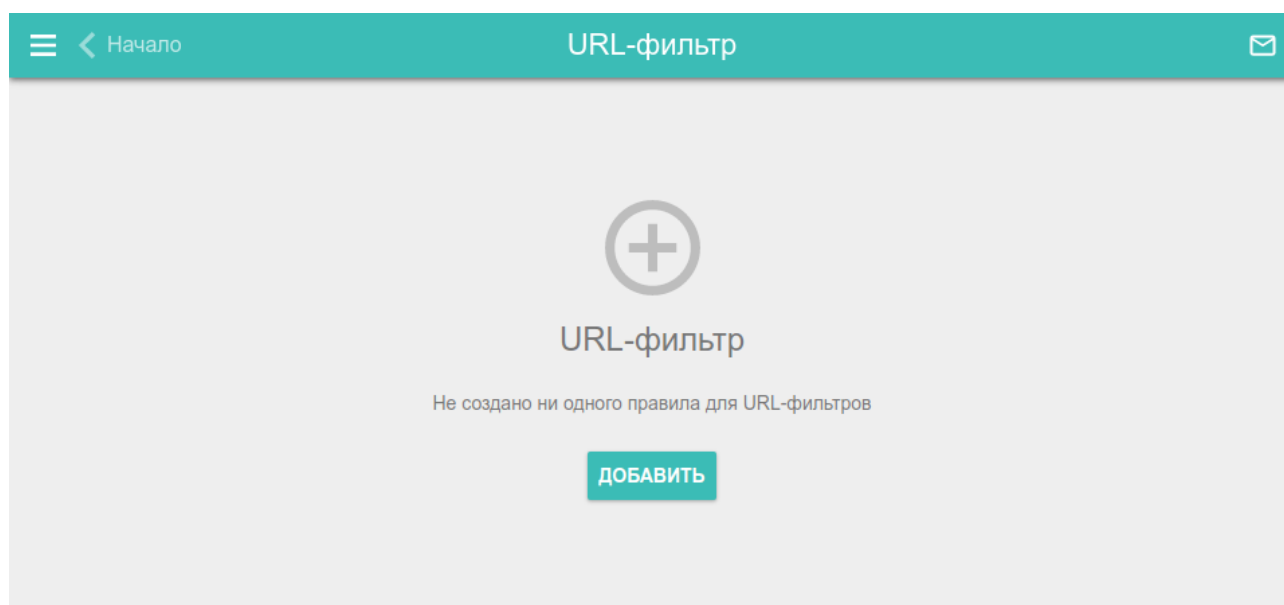 Начало
URL-фильтр
URL-фильтр
Не создано ни одного правила для URL-фильтров
ДОБАВИТЬ